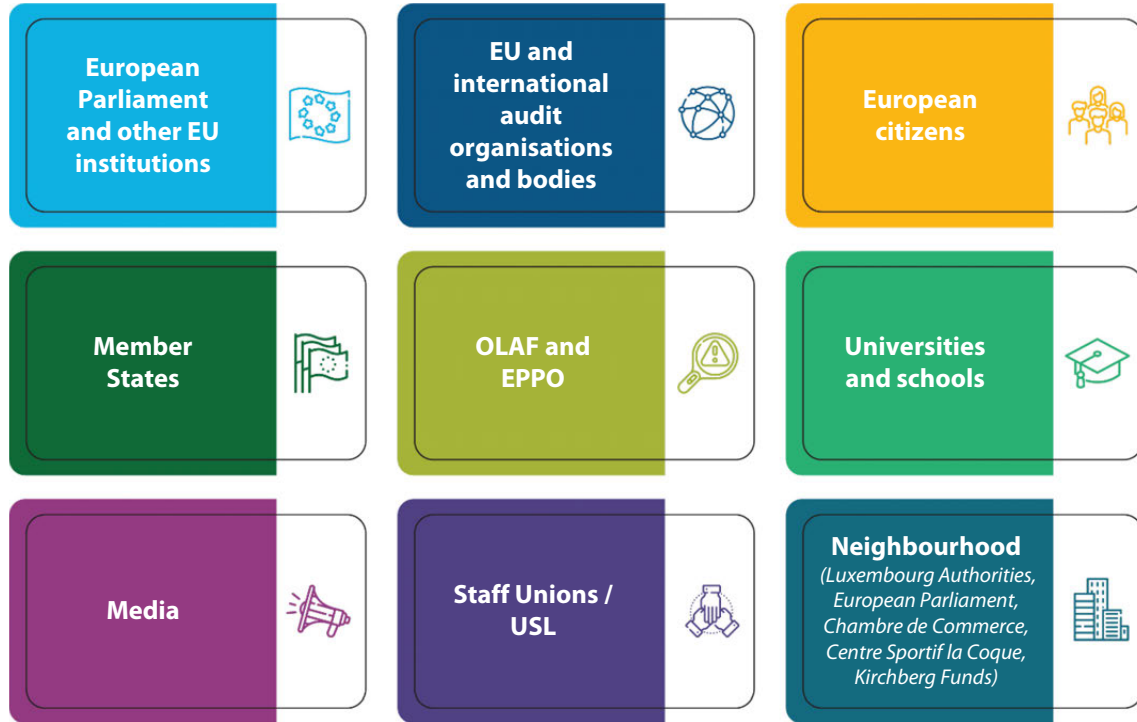 European
Parliament
and other EU
institutions
EU and
international
audit
organisations
and bodies
European
citizens
Member
States
OLAF and
EPPO
Universities
and schools
Media
Staff Unions /
USL
Neighbourhood
(Luxembourg Authorities,
European Parliament,
Chambre de Commerce,
Centre Sportif la Coque,
Kirchberg Funds)